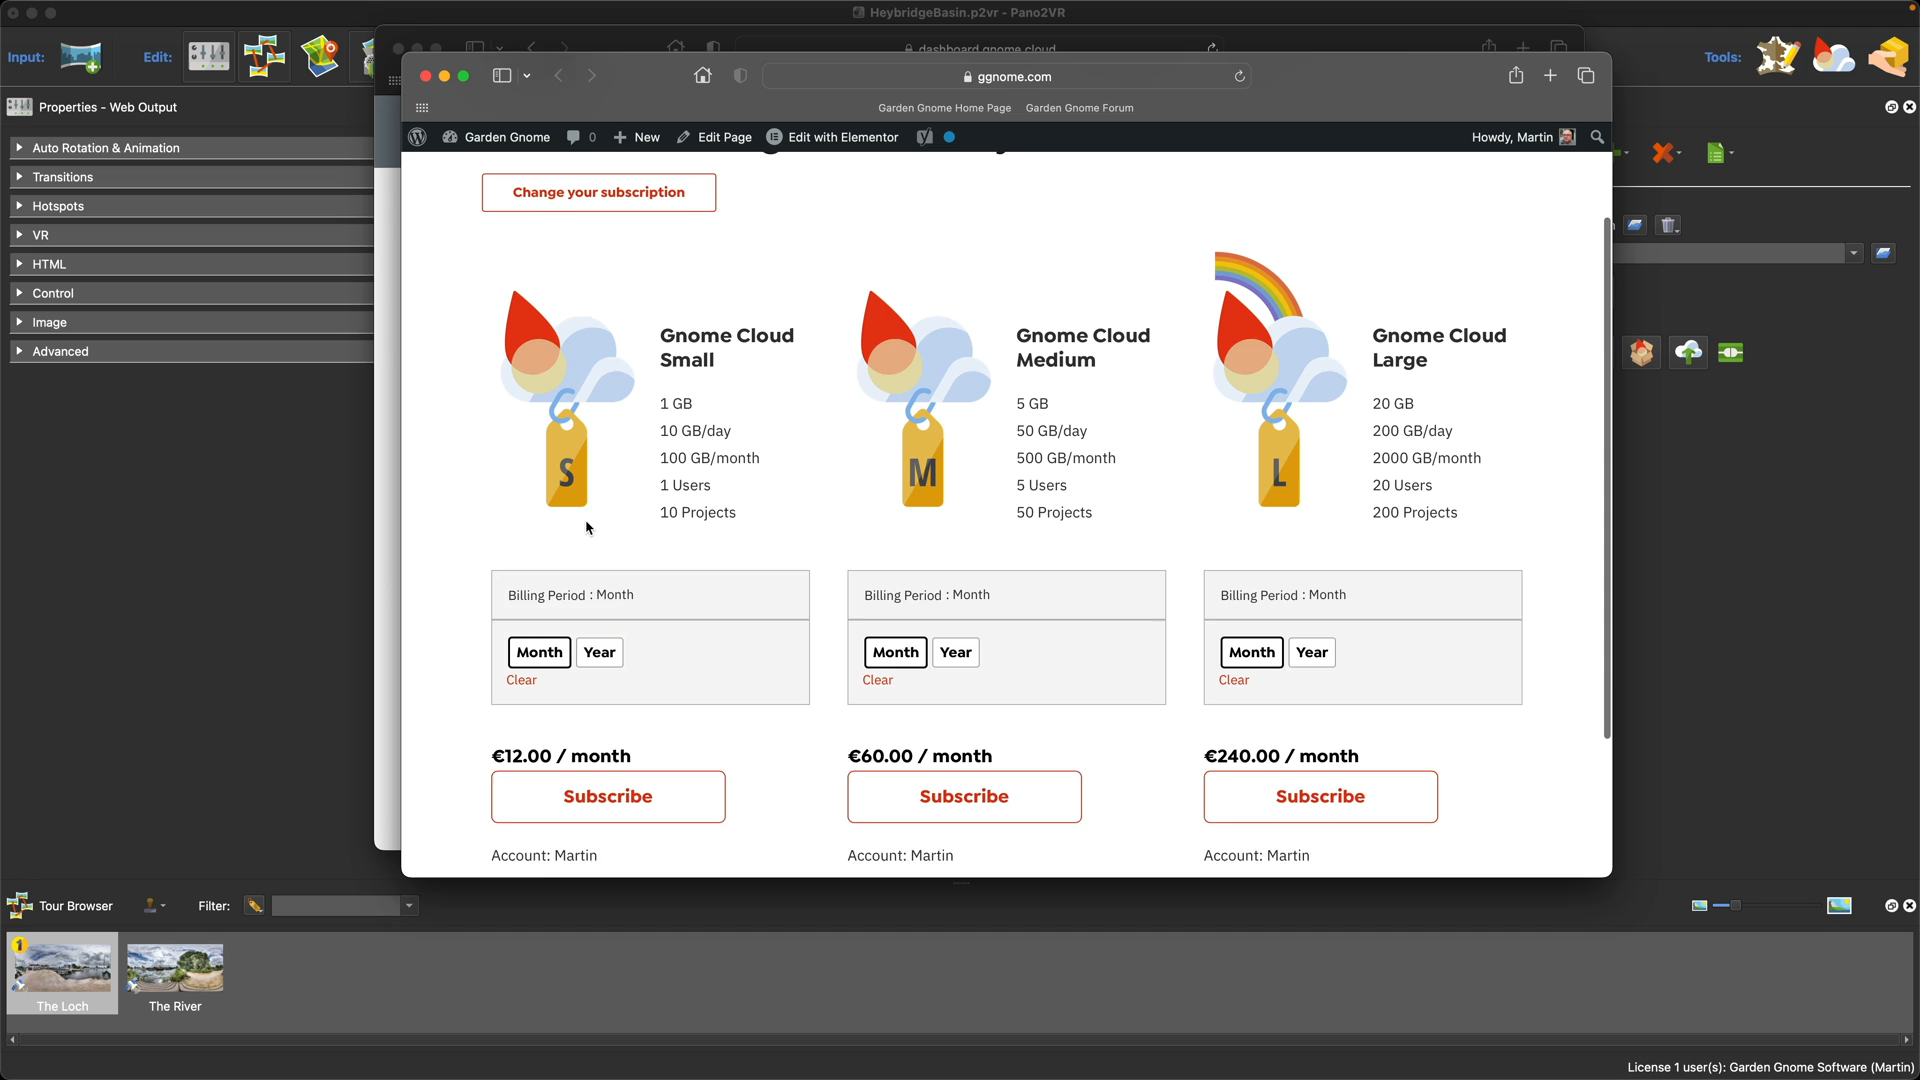 HeybridgeBasin.p2vr - Pano2VR
Input:
Edit:
Tools:
dashboard.gnome.cloud
ggnome.com
Garden Gnome Home Page
Garden Gnome Forum
Properties - Web Output
Garden Gnome
0
New
Edit Page
Edit with Elementor
Howdy, Martin
Auto Rotation & Animation
Transitions
Hotspots
VR
HTML
Control
Image
Advanced
Change your subscription
Gnome Cloud
Small
1 GB
10 GB/day
100 GB/month
1 Users
10 Projects
S
Gnome Cloud
Medium
5 GB
50 GB/day
500 GB/month
5 Users
50 Projects
M
Gnome Cloud
Large
20 GB
200 GB/day
2000 GB/month
20 Users
200 Projects
L
Billing Period : Month
Month Year
Clear
Billing Period : Month
Month Year
Clear
Billing Period : Month
Month Year
Clear
€12.00 / month
Subscribe
Account: Martin
€60.00 / month
Subscribe
Account: Martin
€240.00 / month
Subscribe
Account: Martin
Tour Browser
Filter:
1
The Loch
The River
License 1 user(s): Garden Gnome Software (Martin)